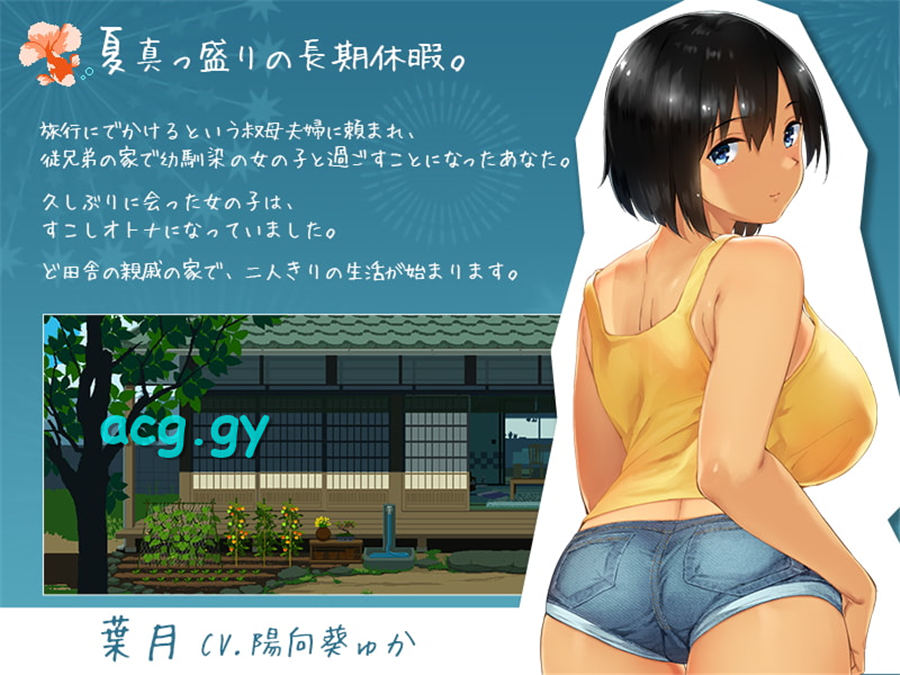 夏真っ盛りの長期休暇。
旅行にでかけるという叔母夫婦に頼まれ、
従兄弟の家で幼馴染の女の子と過ごすことになったあなた。
久しぶりに会った女の子は、
すこしオトナになっていました。
ど田舎の親戚の家で、二人きりの生活が始まります。
acg.gy
葉月 CV.陽向葵ゅか